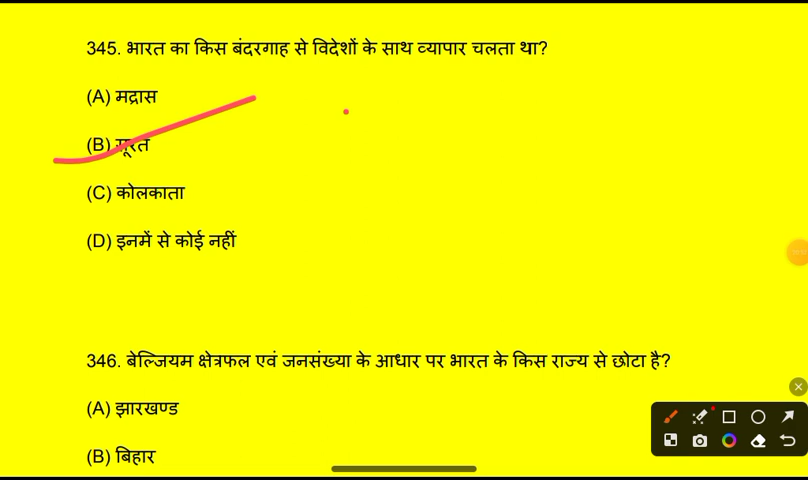 345. भारत का किस बंदरगाह से विदेशों के साथ व्यापार चलता था?
(A) मद्रास
(B) सूरत
(C) कोलकाता
(D) इनमें से कोई नहीं
346. बेल्जियम क्षेत्रफल एवं जनसंख्या के आधार पर भारत के किस राज्य से छोटा है?
(A) झारखण्ड
(B) बिहार